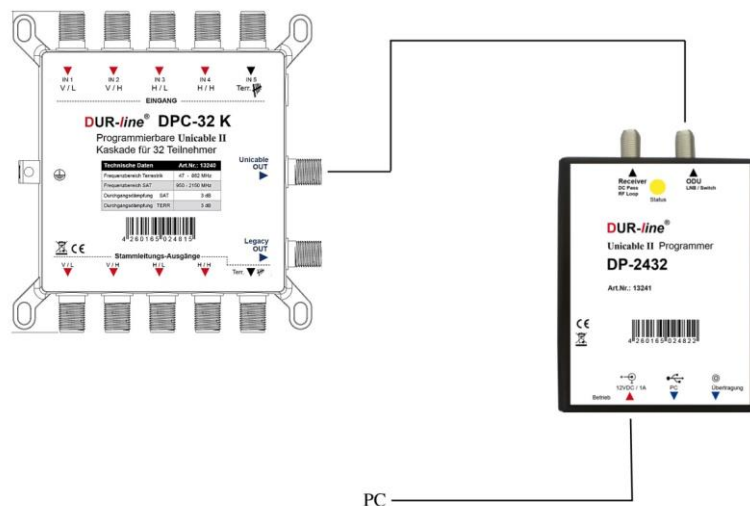 IN 1 IN 2 IN 3 IN 4 IN 5
V / L V / H H / L H / H Terr.
EINGANG
DUR-line® DPC-32 K
Programmierbare Unicable II
Kaskade für 32 Teilnehmer
Technische Daten Art.Nr.: 13240
Frequenzbereich Terrestrik 47 - 862 MHz
Frequenzbereich SAT 950 - 2150 MHz
Durchgangsdämpfung SAT 3 dB
Durchgangsdämpfung TERR 3 dB
Unicable
OUT
4 260165 024815
CE
Legacy
OUT
Stammleitungs-Ausgänge
V / L V / H H / L H / H Terr.
Receiver
DC Pass
RF Loop
Status
ODU
LNB / Switch
DUR-line®
Unicable II Programmer
DP-2432
Art.Nr.: 13241
CE
4 260165 024822
12VDC / 1A PC Übertragung
Betrieb
PC